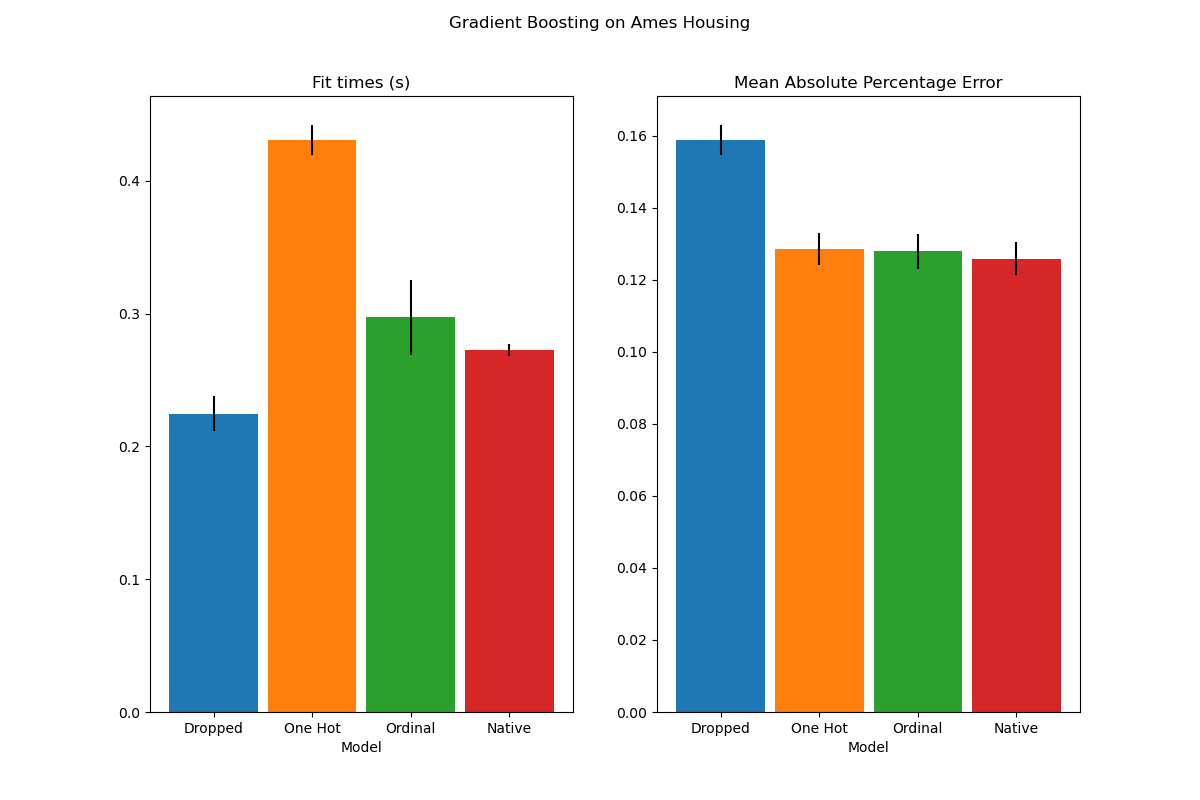 Gradient Boosting on Ames Housing
Fit times (s)
0.4
0.3
0.2
0.1
0.0
Dropped One Hot Ordinal Native
Model
Mean Absolute Percentage Error
0.16
0.14
0.12
0.10
0.08
0.06
0.04
0.02
0.00
Dropped One Hot Ordinal Native
Model